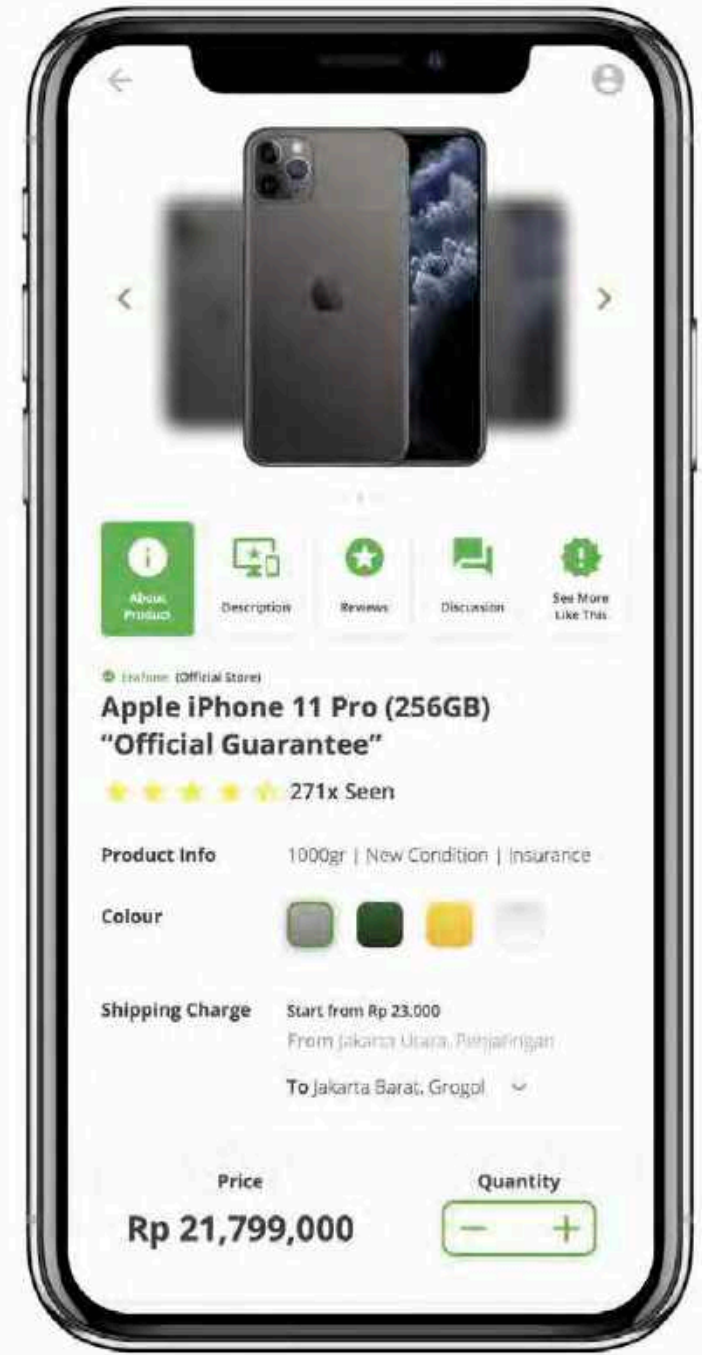 About
Product
Description
Reviews
Discussion
See More
Like This
(Official Store)
Apple iPhone 11 Pro (256GB)
“Official Guarantee”
271x Seen
Product Info
1000gr | New Condition | Insurance
Colour
Shipping Charge
Start from Rp 23.000
From Jakarta Utara, Penjaringan
To Jakarta Barat, Grogol
Price
Quantity
Rp 21,799,000